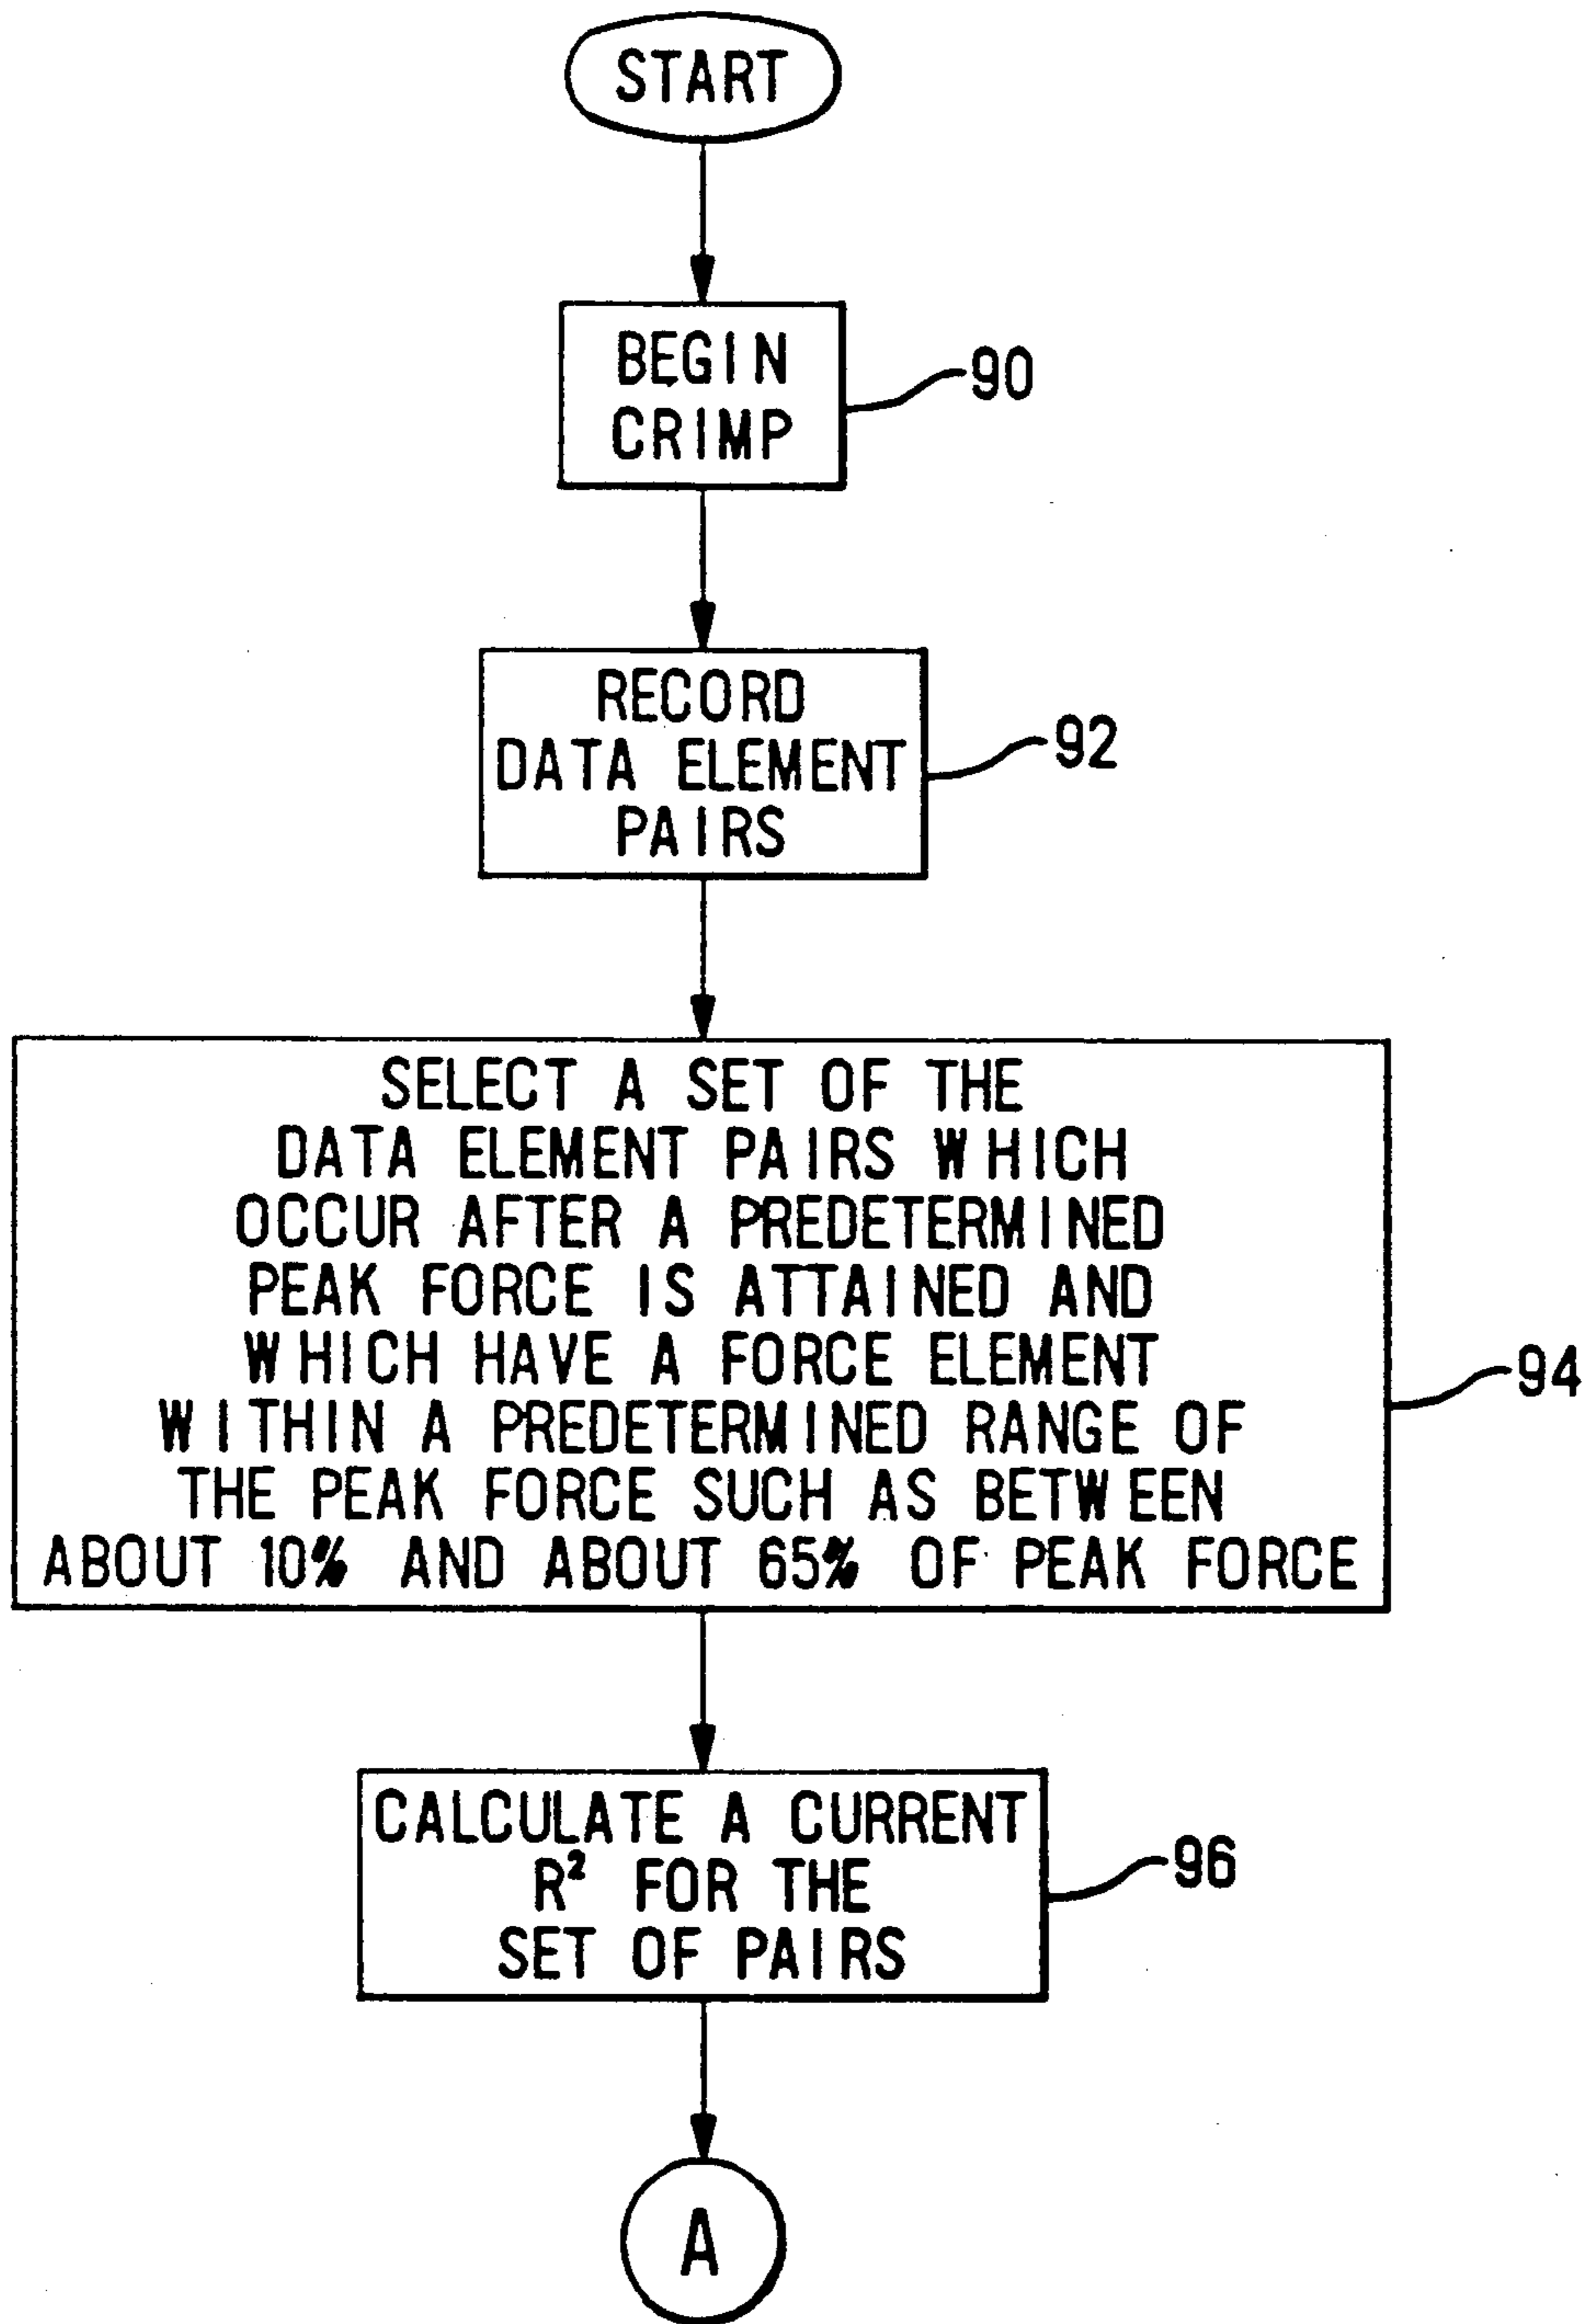 START
BEGIN
CRIMP
90
RECORD
DATA ELEMENT
PAIRS
92
SELECT A SET OF THE
DATA ELEMENT PAIRS WHICH
OCCUR AFTER A PREDETERMINED
PEAK FORCE IS ATTAINED AND
WHICH HAVE A FORCE ELEMENT
WITHIN A PREDETERMINED RANGE OF
THE PEAK FORCE SUCH AS BETWEEN
ABOUT 10% AND ABOUT 65% OF PEAK FORCE
94
CALCULATE A CURRENT
R² FOR THE
SET OF PAIRS
96
A